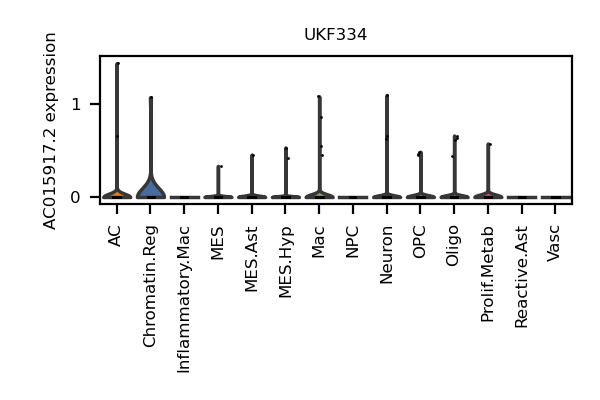 UKF334
AC015917.2 expression
1
0
AC
Chromatin.Reg
Inflammatory.Mac
MES
MES.Ast
MES.Hyp
Mac
NPC
Neuron
OPC
Oligo
Prolif.Metab
Reactive.Ast
Vasc